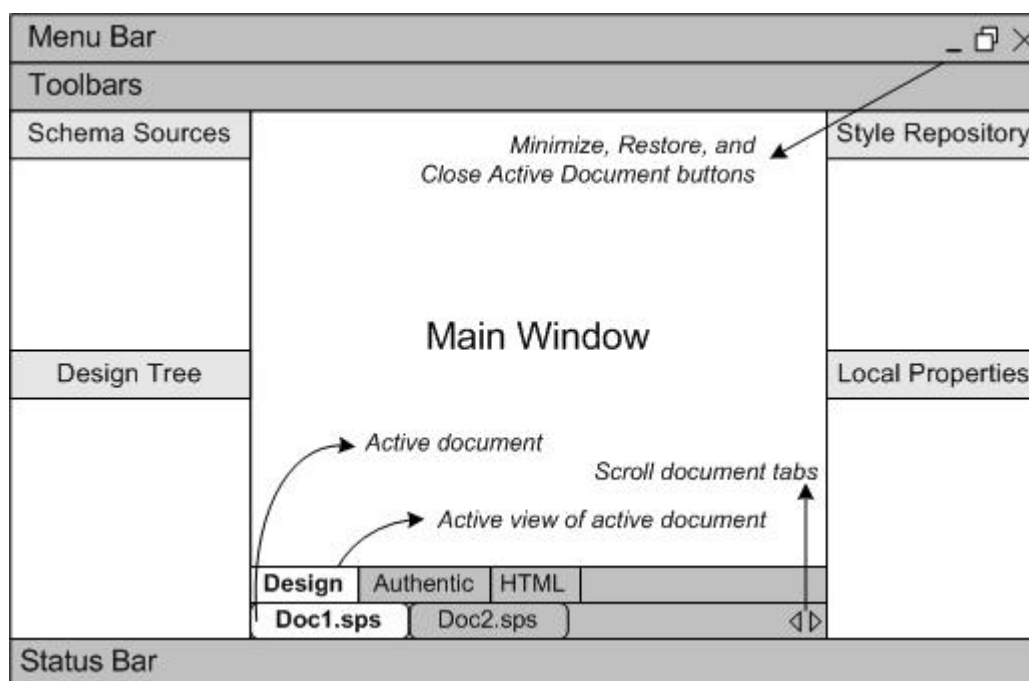 Menu Bar
Toolbars
Schema Sources
Minimize, Restore, and
Close Active Document buttons
Style Repository
Main Window
Design Tree
Local Properties
Active document
Scroll document tabs
Active view of active document
Design Authentic HTML
Doc1.sps Doc2.sps
Status Bar